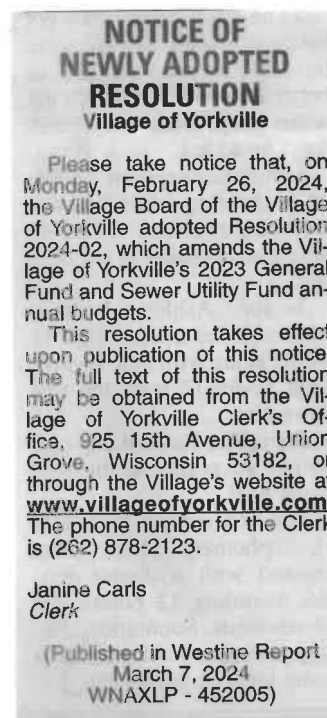 NOTICE OF
NEWLY ADOPTED
RESOLUTION
Village of Yorkville
Please take notice that, on
Monday, February 26, 2024,
the Village Board of the Village
of Yorkville adopted Resolution
2024-02, which amends the Vil-
lage of Yorkville's 2023 General
Fund and Sewer Utility Fund an-
nual budgets.
This resolution takes effect
upon publication of this notice.
The full text of this resolution
may be obtained from the Vil-
lage of Yorkville Clerk's Of-
fice, 925 15th Avenue, Union
Grove, Wisconsin 53182, or
through the Village's website at
www.villageofyorkville.com.
The phone number for the Clerk
is (262) 878-2123.
Janine Carls
Clerk
(Published in Westine Report
March 7, 2024
WNAXLP - 452005)